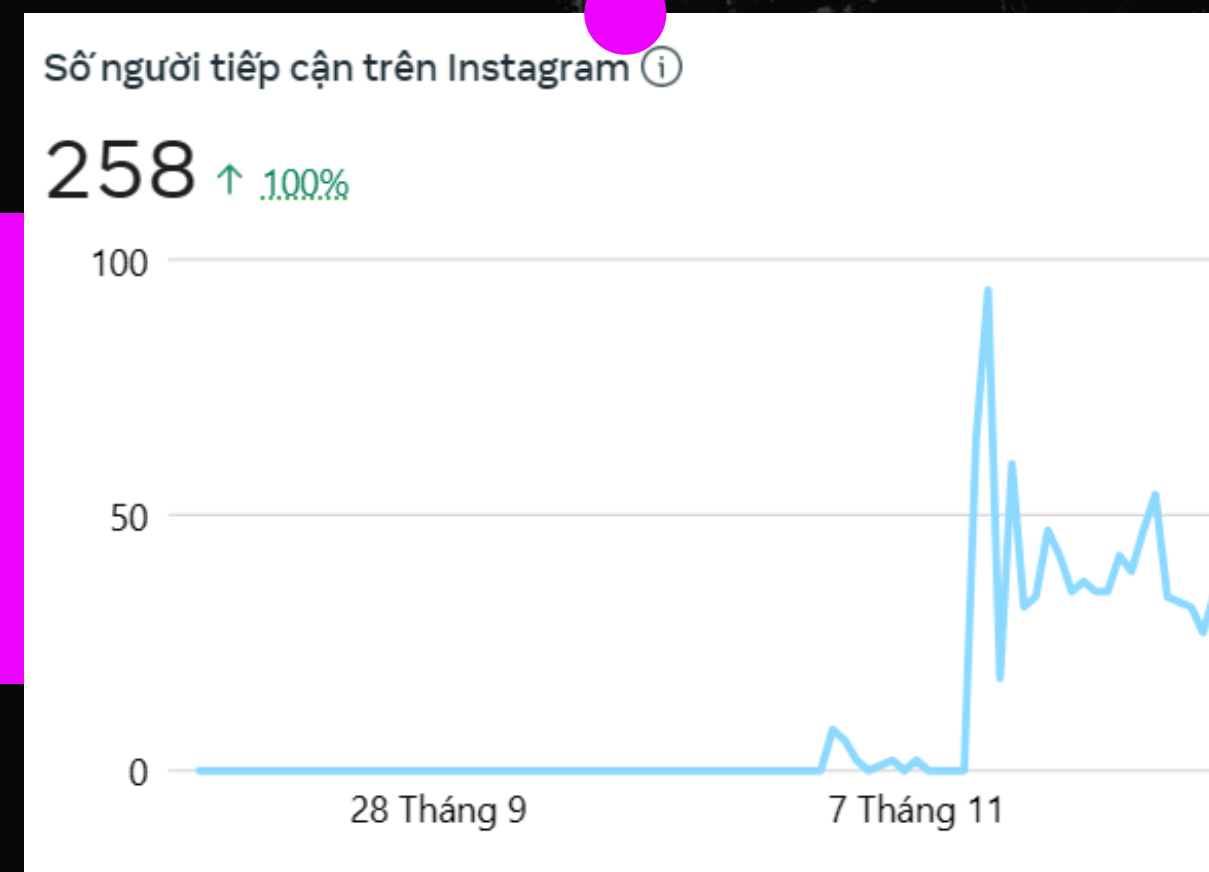 Số người tiếp cận trên Instagram
258 ↑ 100%
100
50
0
28 Tháng 9 7 Tháng 11